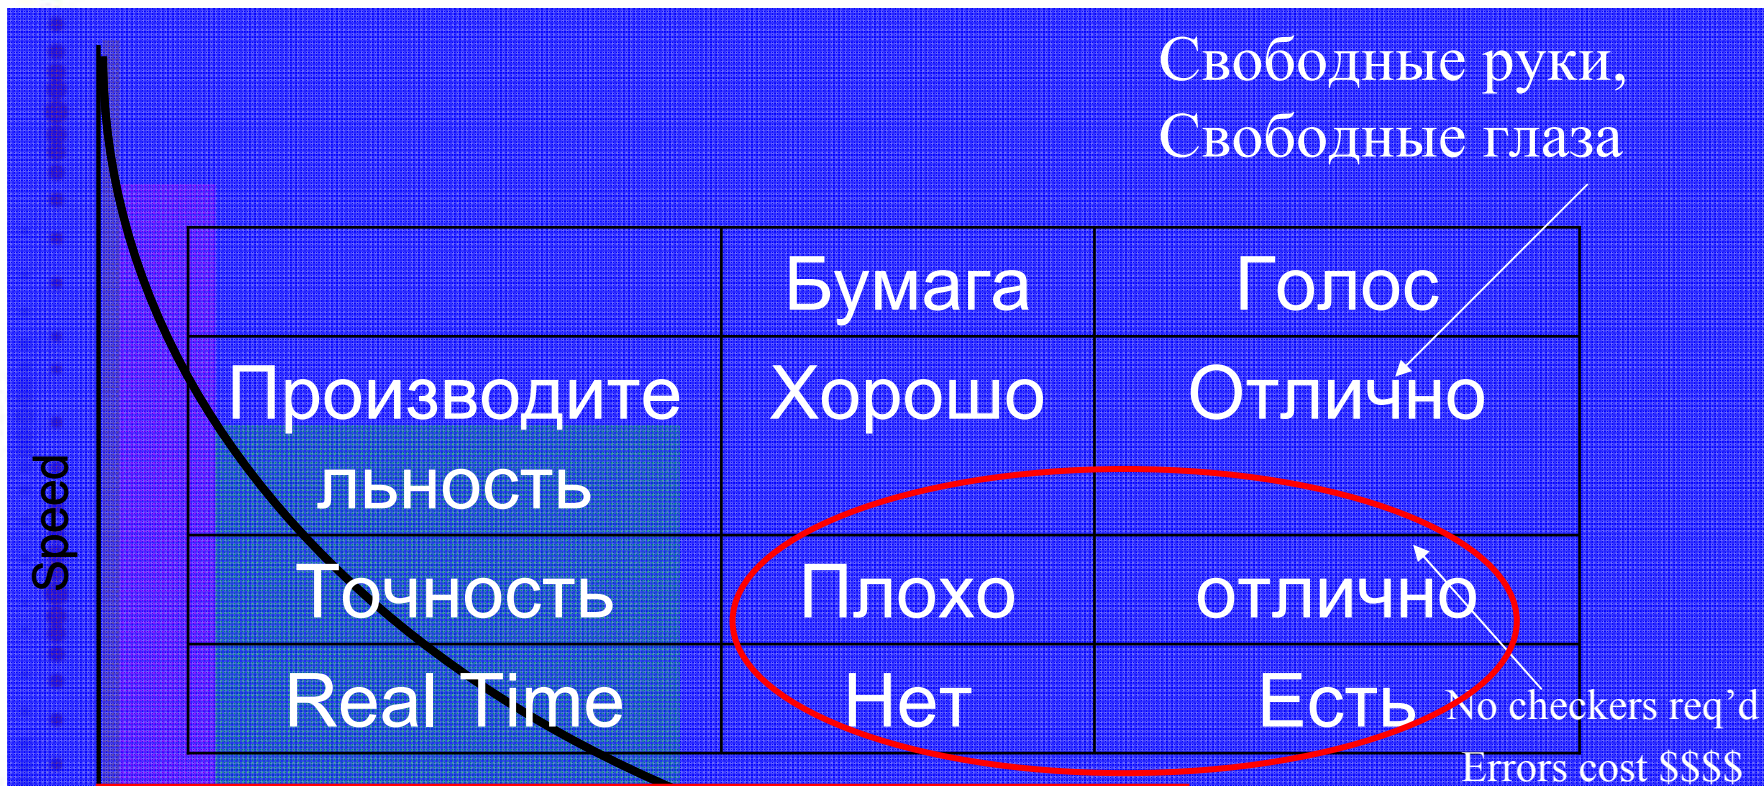 Свободные руки,
Свободные глаза
Бумага Голос
Производите Хорошо Отлично
льность
Speed
Точность Плохо отлично
Real Time Нет Есть
No checkers req’d
Errors cost $$$$